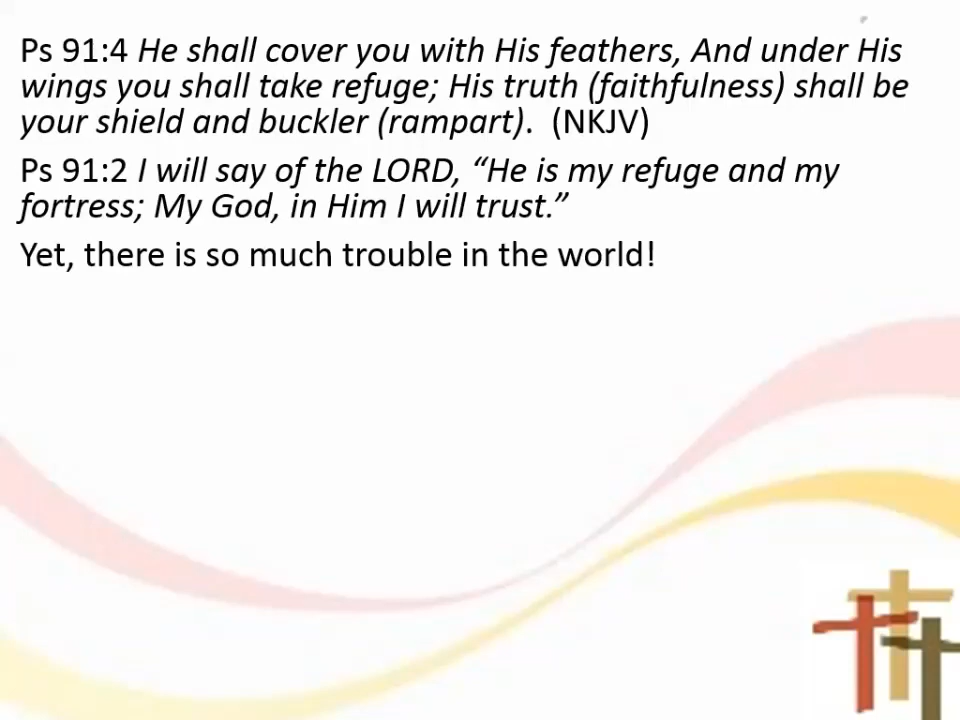 Ps 91:4 He shall cover you with His feathers, And under His
wings you shall take refuge; His truth (faithfulness) shall be
your shield and buckler (rampart).  (NKJV)
Ps 91:2 I will say of the LORD, “He is my refuge and my
fortress; My God, in Him I will trust.”
Yet, there is so much trouble in the world!